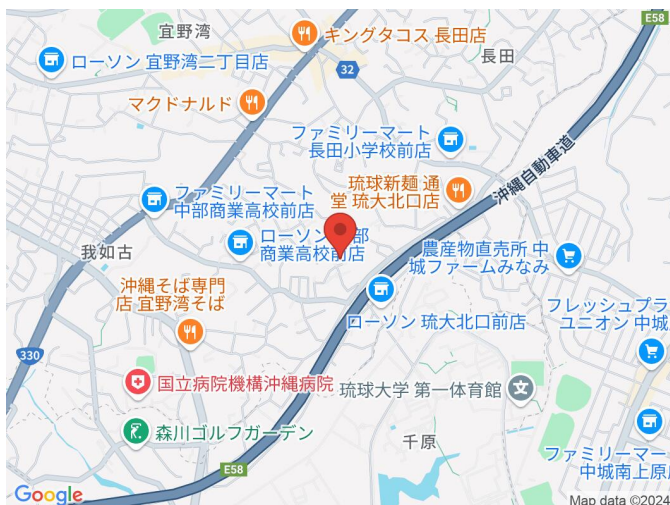 E58
宜野湾
キングタコス 長田店
ローソン 宜野湾二丁目店
長田
32
マクドナルド
ファミリーマート
長田小学校前店
沖縄自動車道
琉球新麺 通
堂 琉大北口店
ファミリーマート
中部商業高校前店
ローソン 部
商業高校前店
我如古
農産物直売所 中
城ファームみなみ
沖縄そば専門
店 宜野湾そば
ローソン 琉大北口前店
フレッシュプラ
ユニオン 中城
330
国立病院機構沖縄病院
琉球大学 第一体育館
森川ゴルフガーデン
千原
ファミリーマー
中城南上原
E58
Google
Map data ©2024